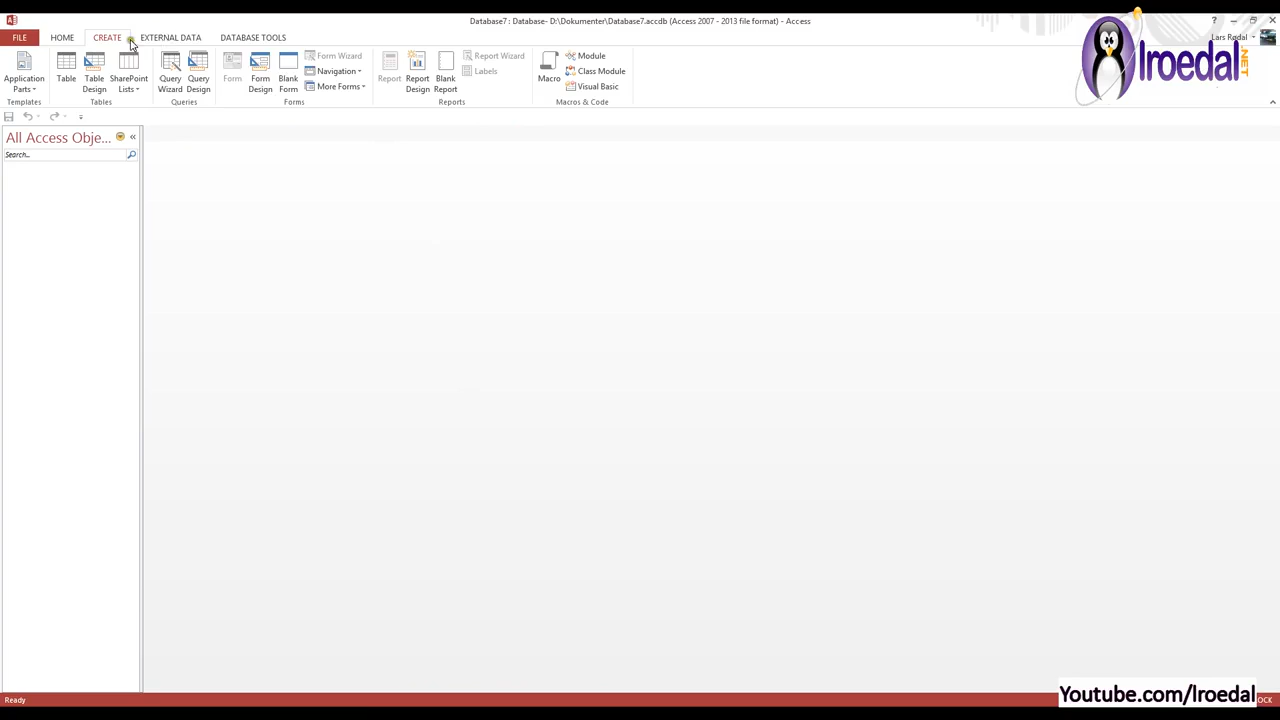 Database7 : Database- D:\Dokumenter\Database7.accdb (Access 2007 - 2013 file format) - Access
?
FILE HOME CREATE EXTERNAL DATA DATABASE TOOLS
Lars Rødal
lroedal
.NET
Application Parts
Templates
Table
Table Design
SharePoint Lists
Tables
Query Wizard
Query Design
Queries
Form
Form Design
Blank Form
Form Wizard
Navigation
More Forms
Forms
Report
Report Design
Blank Report
Report Wizard
Labels
Reports
Macro
Module
Class Module
Visual Basic
Macros & Code
All Access Obje...
Search...
Ready
Youtube.com/lroedal